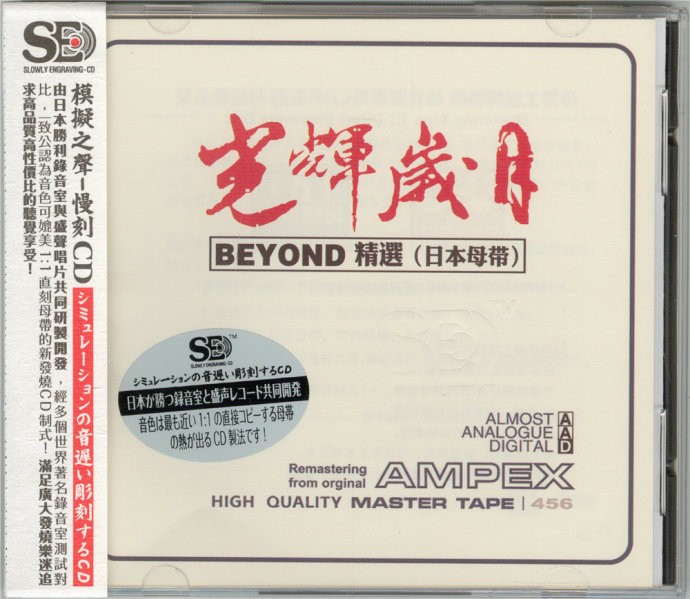 SED
SLOWLY ENGRAVING-CD
模擬之聲-慢刻CD シミュレーションの音遅い彫刻するCD
由日本勝利錄音室與盛聲唱片共同研製開發，經多個世界著名錄音室測試對
比，一致公認為音色可媲美1:1直刻母帶的新發燒CD制式！滿足廣大發燒樂迷追
求高品質高性價比的聽覺享受！
光輝歲月
BEYOND 精選（日本母带）
SED™
SLOWLY ENGRAVING-CD
シミュレーションの音遅い彫刻するCD
日本が勝つ録音室と盛声レコード共同開発
音色は最も近い1:1の直接コピーする母帯
の熱が出るCD製法です！
ALMOST A
ANALOGUE A
DIGITAL D
Remastering
from orginal AMPEX
HIGH QUALITY MASTER TAPE | 456